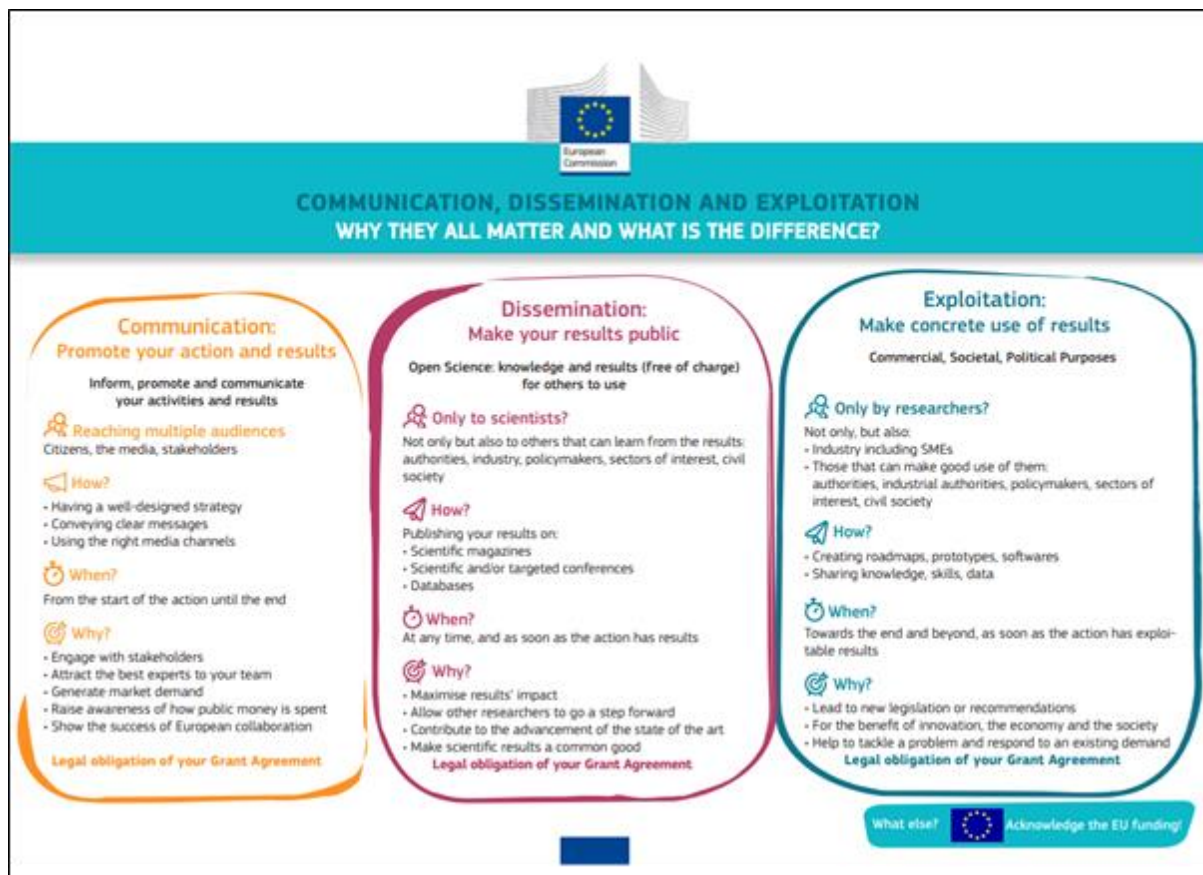 European
Commission
COMMUNICATION, DISSEMINATION AND EXPLOITATION
WHY THEY ALL MATTER AND WHAT IS THE DIFFERENCE?
Communication:
Promote your action and results
Inform, promote and communicate
your activities and results
Reaching multiple audiences
Citizens, the media, stakeholders
How?
• Having a well-designed strategy
• Conveying clear messages
• Using the right media channels
When?
From the start of the action until the end
Why?
• Engage with stakeholders
• Attract the best experts to your team
• Generate market demand
• Raise awareness of how public money is spent
• Show the success of European collaboration
Legal obligation of your Grant Agreement
Dissemination:
Make your results public
Open Science: knowledge and results (free of charge)
for others to use
Only to scientists?
Not only but also to others that can learn from the results:
authorities, industry, policymakers, sectors of interest, civil
society
How?
Publishing your results on:
• Scientific magazines
• Scientific and/or targeted conferences
• Databases
When?
At any time, and as soon as the action has results
Why?
• Maximise results' impact
• Allow other researchers to go a step forward
• Contribute to the advancement of the state of the art
• Make scientific results a common good
Legal obligation of your Grant Agreement
Exploitation:
Make concrete use of results
Commercial, Societal, Political Purposes
Only by researchers?
Not only, but also:
• Industry including SMEs
• Those that can make good use of them:
authorities, industrial authorities, policymakers, sectors of
interest, civil society
How?
• Creating roadmaps, prototypes, softwares
• Sharing knowledge, skills, data
When?
Towards the end and beyond, as soon as the action has exploi-
table results
Why?
• Lead to new legislation or recommendations
• For the benefit of innovation, the economy and the society
• Help to tackle a problem and respond to an existing demand
Legal obligation of your Grant Agreement
What else? Acknowledge the EU funding!